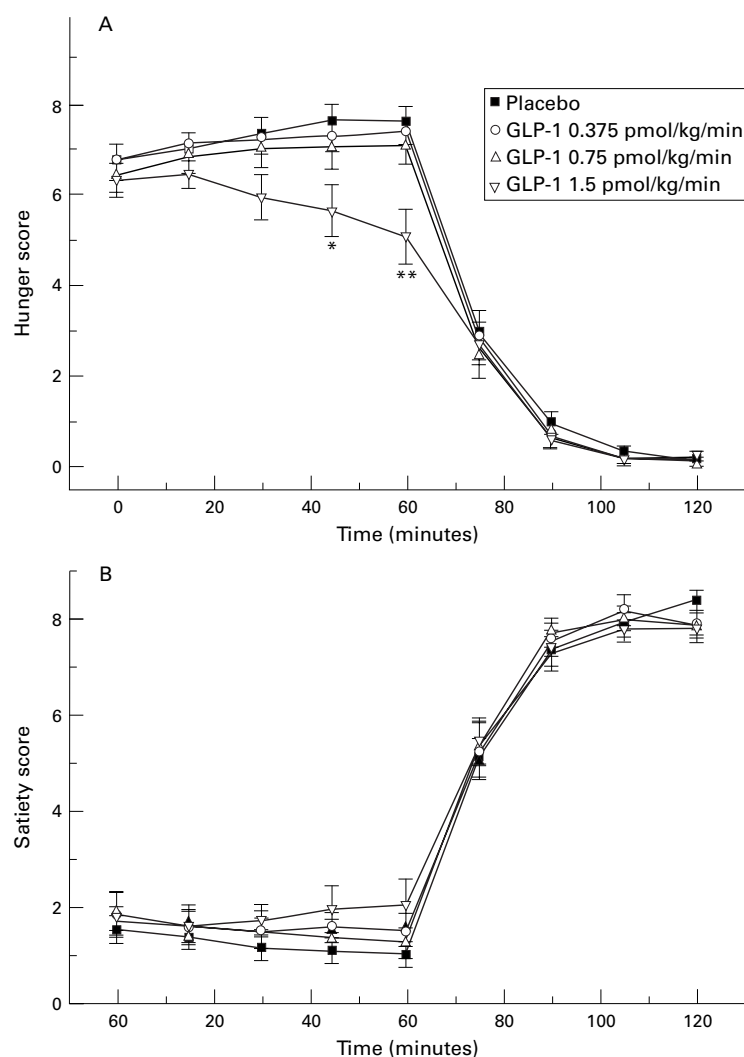 A
8
6
4
2
0
Hunger score
0 20 40 60 80 100 120
Time (minutes)
Placebo
GLP-1 0.375 pmol/kg/min
GLP-1 0.75 pmol/kg/min
GLP-1 1.5 pmol/kg/min
*
**
B
8
6
4
2
0
Satiety score
60 20 40 60 80 100 120
Time (minutes)